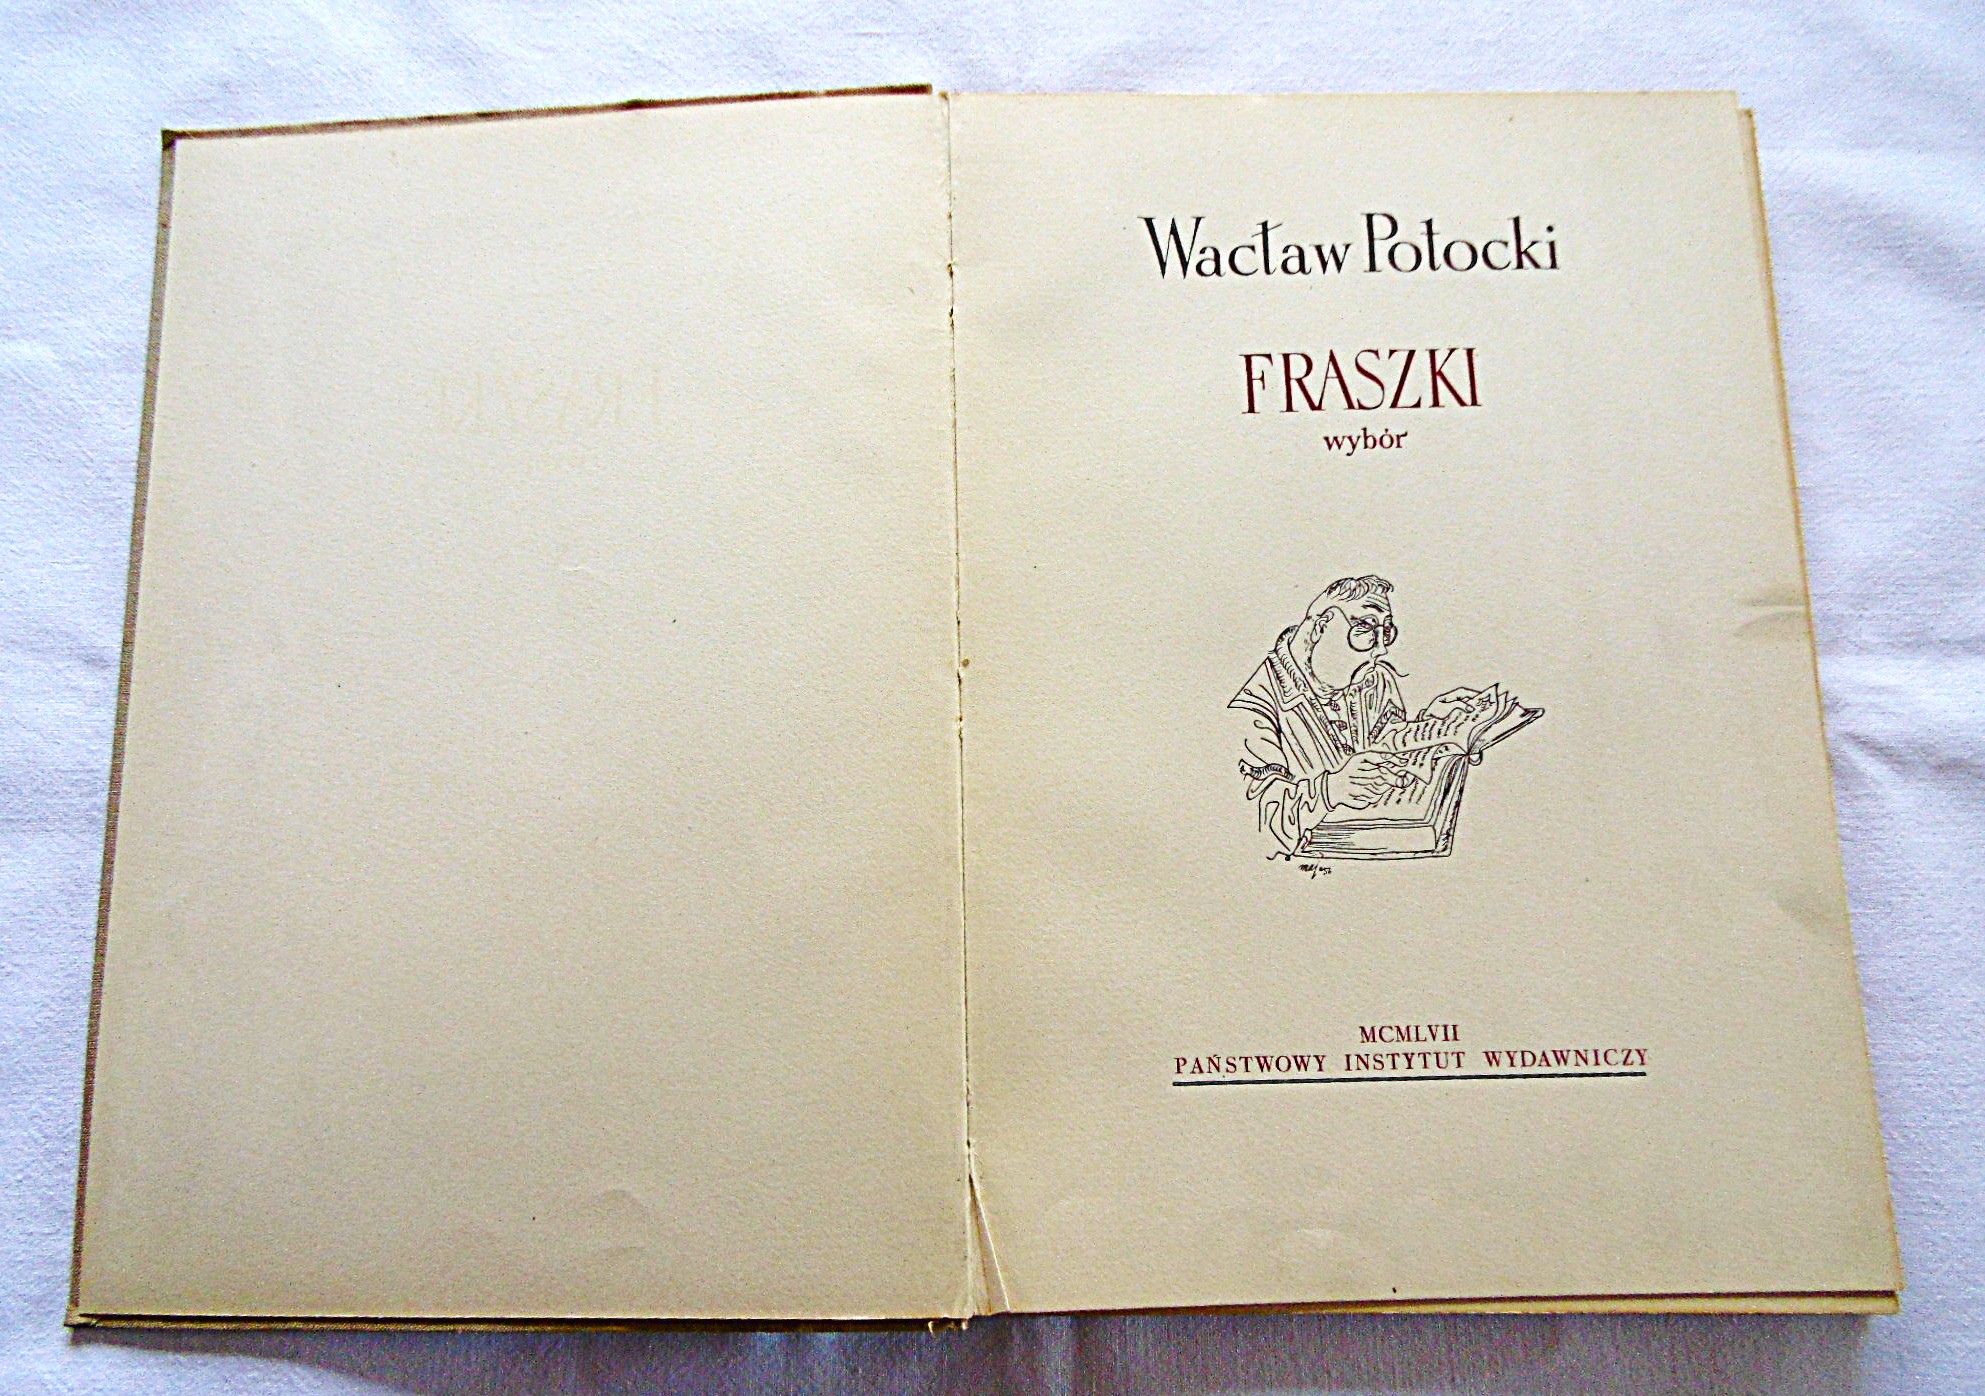 Wacław Potocki
FRASZKI
wybór
MCMLVII
PAŃSTWOWY INSTYTUT WYDAWNICZY